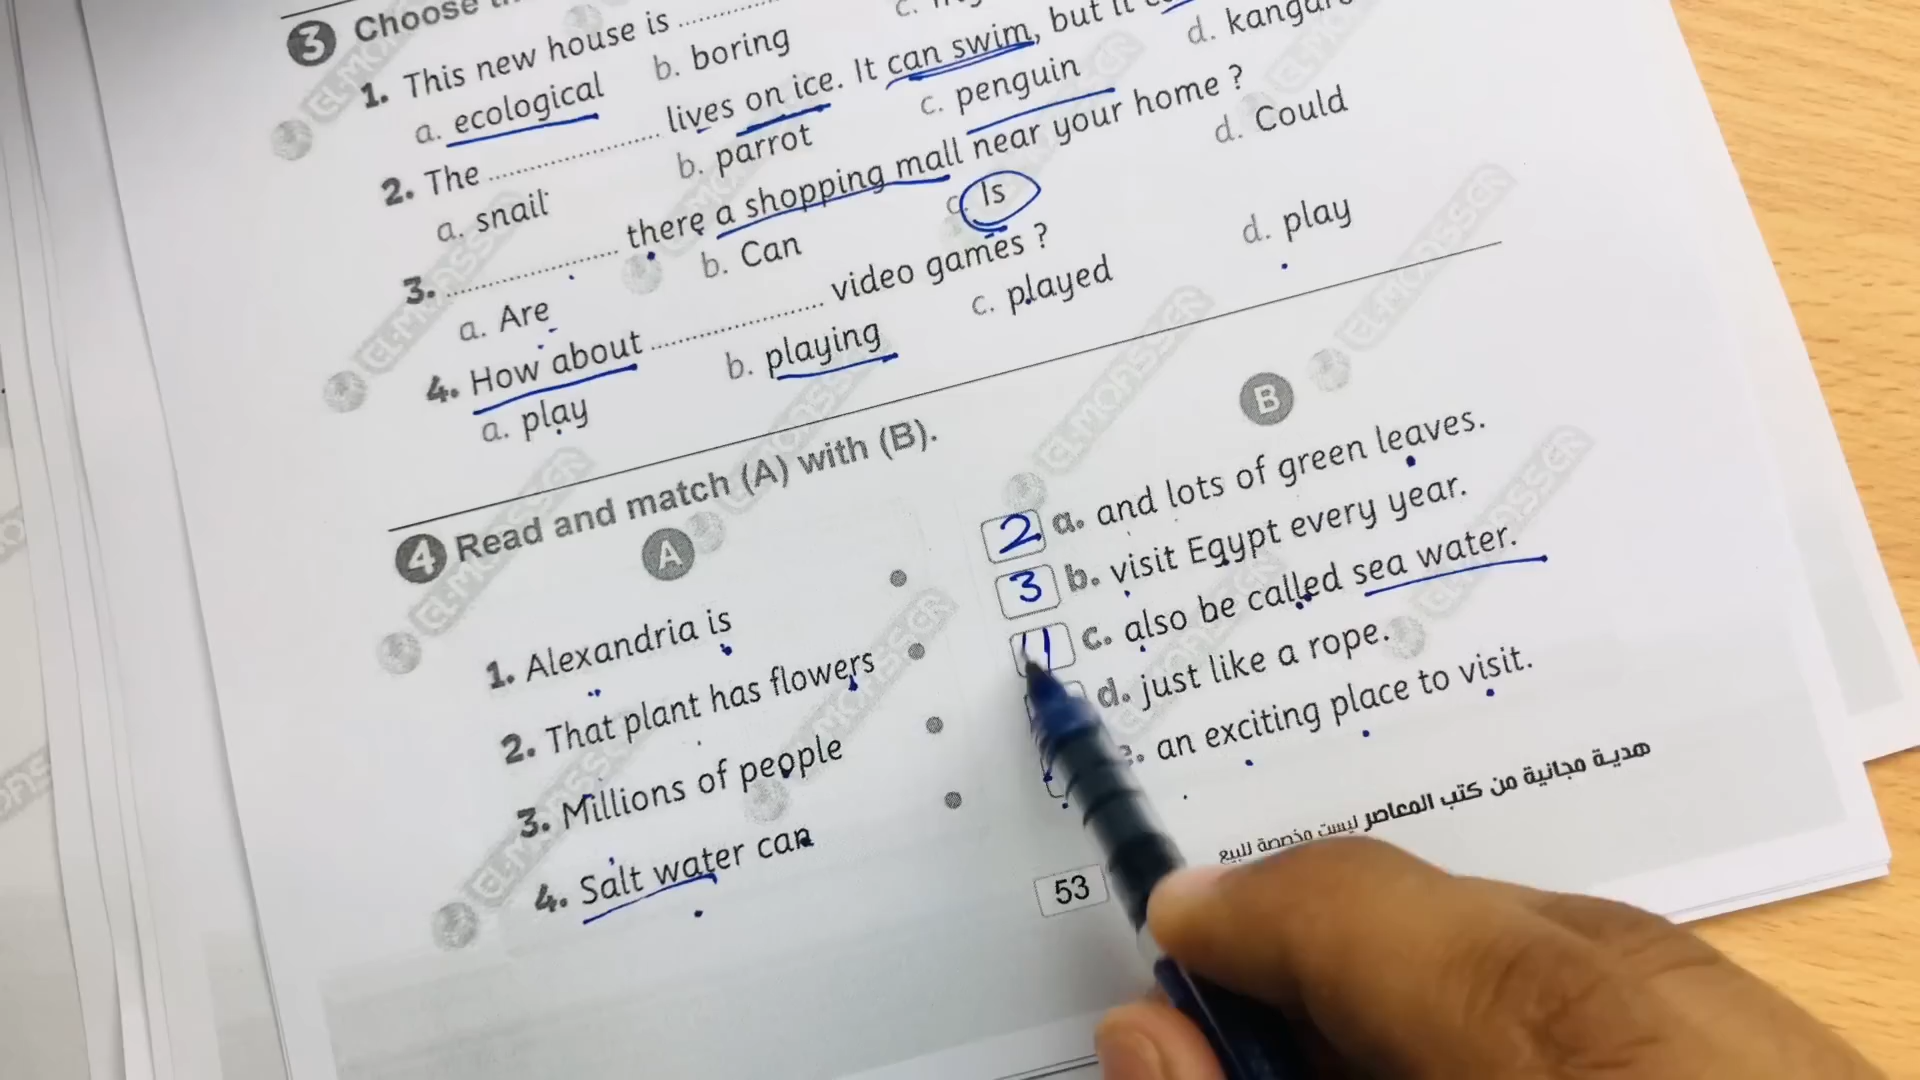 3 Choose
1. This new house is ..........
a. ecological b. boring c.
2. The .................... lives on ice. It can swim, but it
a. snail b. parrot c. penguin d.
3. .................... there a shopping mall near your home ?
a. Are b. Can c. Is d. Could
4. How about .................... video games ?
a. play b. playing c. played d. play
4 Read and match (A) with (B).
A B
1. Alexandria is
2. That plant has flowers
3. Millions of people
4. Salt water can
2 a. and lots of green leaves.
3 b. visit Egypt every year.
4 c. also be called sea water.
d. just like a rope.
e. an exciting place to visit.
هدية مجانية من كتب المعاصر ليست مخصصة للبيع
53
EL-MOASSER